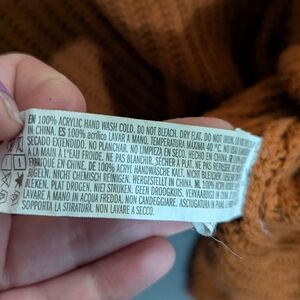 EN 100% ACRYLIC HAND WASH COLD. DO NOT BLEACH. DRY FLAT. DO NOT IRON. DO NOT
IN CHINA. ES 100% acrílico LAVAR A MANO. TEMPERATURA MÁXIMA 40 °C. NO
SECADO EXTENDIDO. NO PLANCHAR. NO LIMPIEZA EN SECO. HECHO EN CHINA. FR
A LA MAIN À L'EAU FROIDE. NE PAS BLANCHIR. SÉCHER À PLAT. NE PAS REPASSER.
EN CHINE. DE 100% ACRYL HANDWÄSCHE KALT. NICHT BLEICHEN.
NICHT CHEMISCH REINIGEN. HERGESTELLT IN CHINA. NL 100% ACRYL
BLEKEN. PLAT DROGEN. NIET STRIJKEN. GEEN DROOGKUIS. VERVAARDIGD IN
LAVARE A MANO IN ACQUA FREDDA. NON CANDEGGIARE. ASCIUGATURA IN PIANO
SOPPORTA LA STIRATURA. NON LAVARE A SECCO.